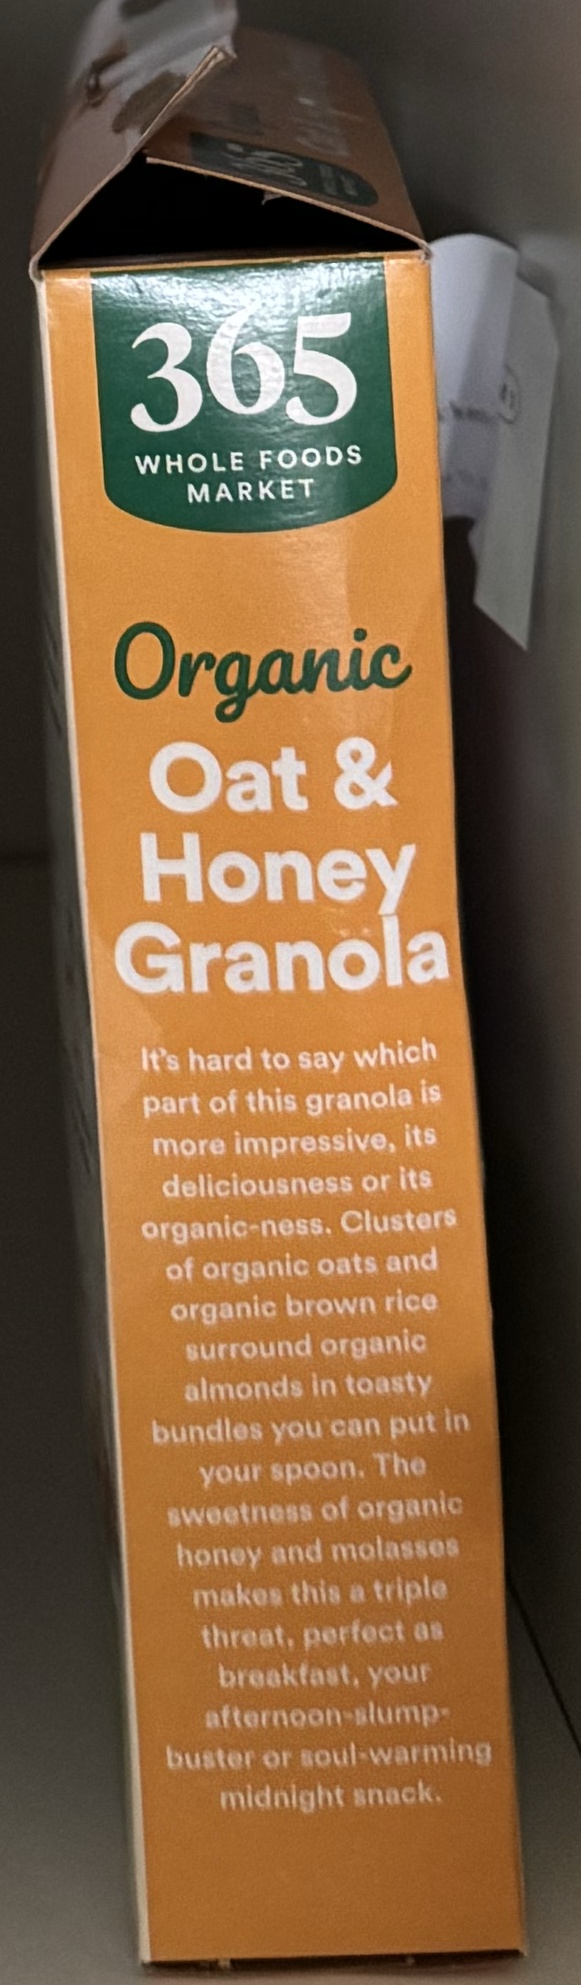 365
WHOLE FOODS
MARKET
Organic
Oat &
Honey
Granola
It's hard to say which
part of this granola is
more impressive, its
deliciousness or its
organic-ness. Clusters
of organic oats and
organic brown rice
surround organic
almonds in toasty
bundles you can put in
your spoon. The
sweetness of organic
honey and molasses
makes this a triple
threat, perfect as
breakfast, your
afternoon-slump-
buster or soul-warming
midnight snack.